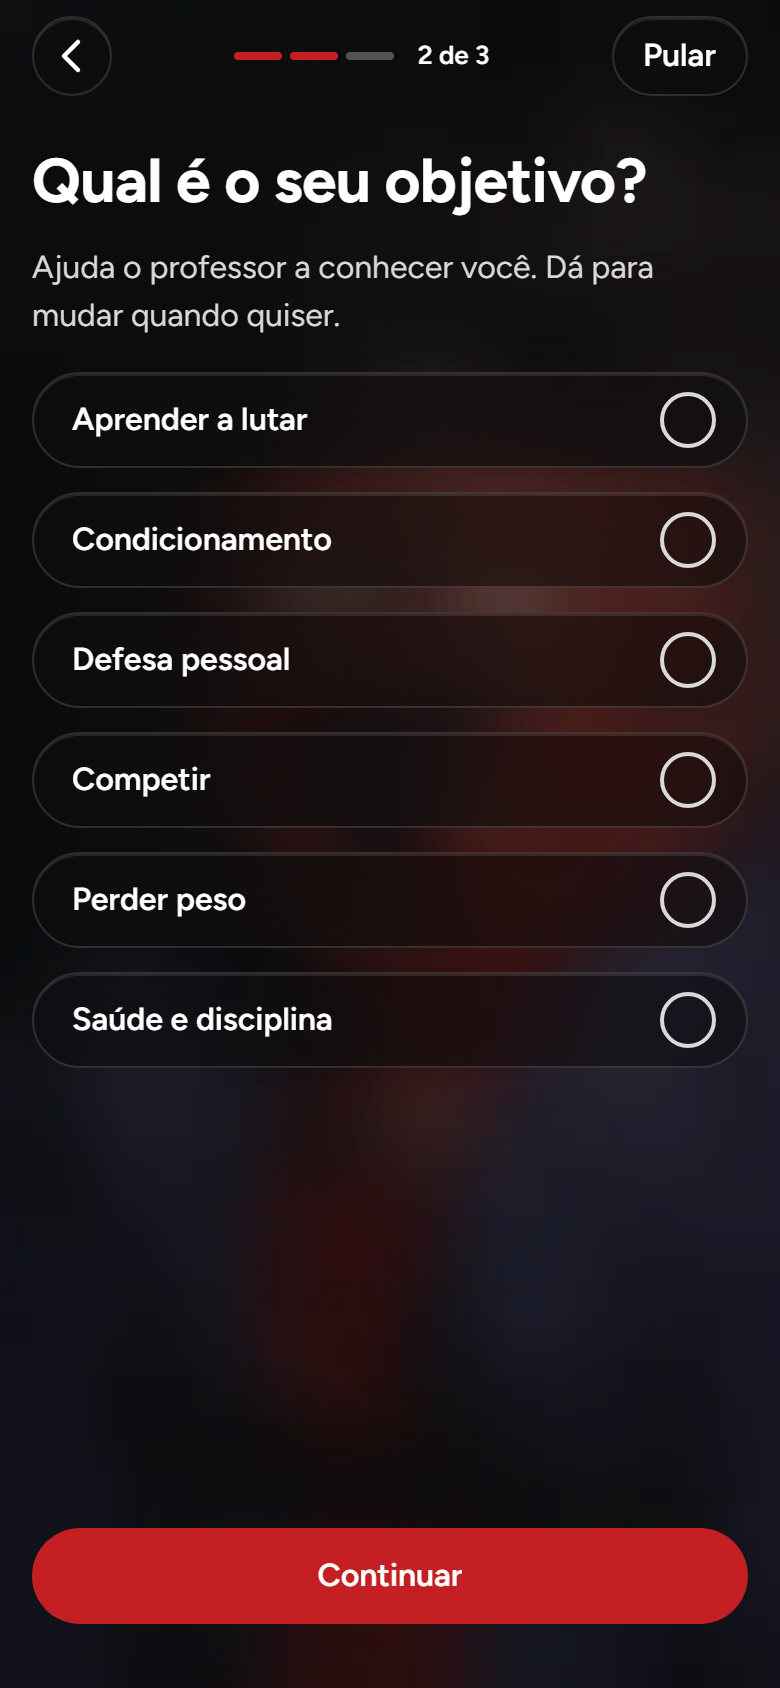 2 de 3
Pular
Qual é o seu objetivo?
Ajuda o professor a conhecer você. Dá para
mudar quando quiser.
Aprender a lutar
Condicionamento
Defesa pessoal
Competir
Perder peso
Saúde e disciplina
Continuar